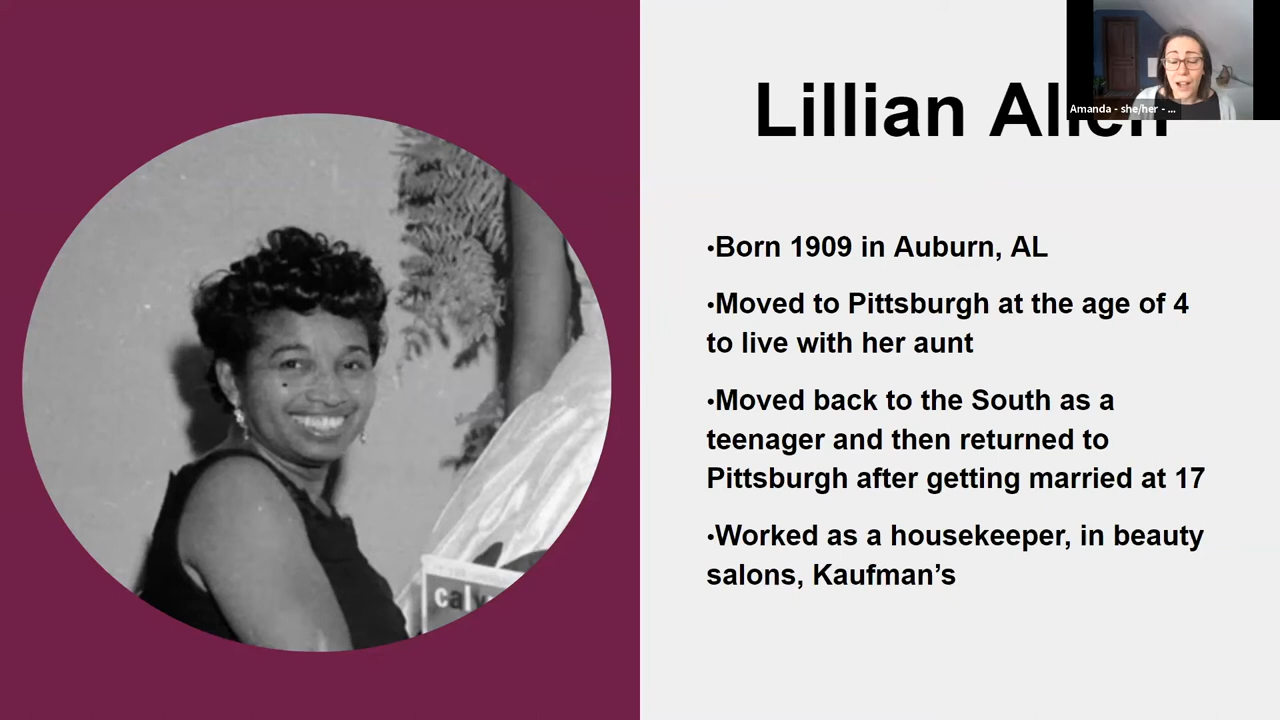 Lillian Allen
Amanda - she/her - ...
•Born 1909 in Auburn, AL
•Moved to Pittsburgh at the age of 4
to live with her aunt
•Moved back to the South as a
teenager and then returned to
Pittsburgh after getting married at 17
•Worked as a housekeeper, in beauty
salons, Kaufman’s